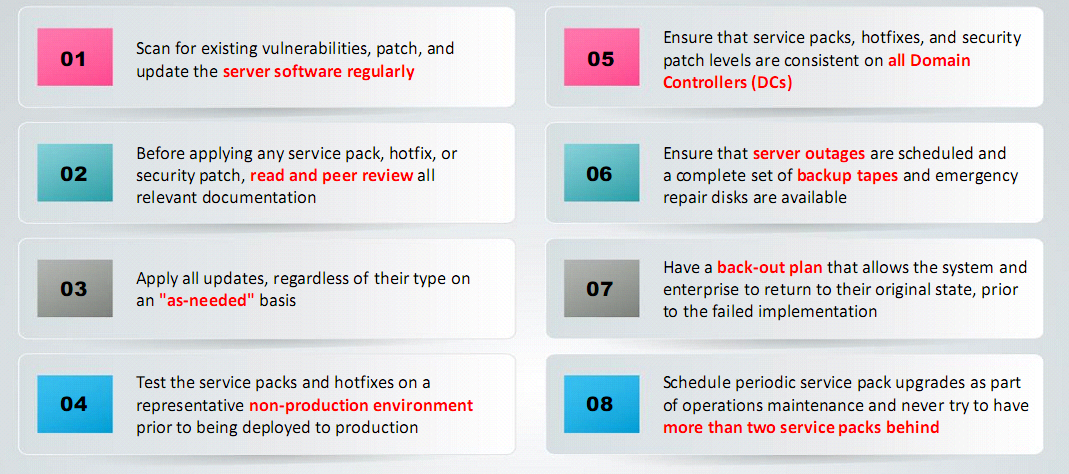 01
Scan for existing vulnerabilities, patch, and
update the server software regularly
02
Before applying any service pack, hotfix, or
security patch, read and peer review all
relevant documentation
03
Apply all updates, regardless of their type on
an "as-needed" basis
04
Test the service packs and hotfixes on a
representative non-production environment
prior to being deployed to production
05
Ensure that service packs, hotfixes, and security
patch levels are consistent on all Domain
Controllers (DCs)
06
Ensure that server outages are scheduled and
a complete set of backup tapes and emergency
repair disks are available
07
Have a back-out plan that allows the system and
enterprise to return to their original state, prior
to the failed implementation
08
Schedule periodic service pack upgrades as part
of operations maintenance and never try to have
more than two service packs behind